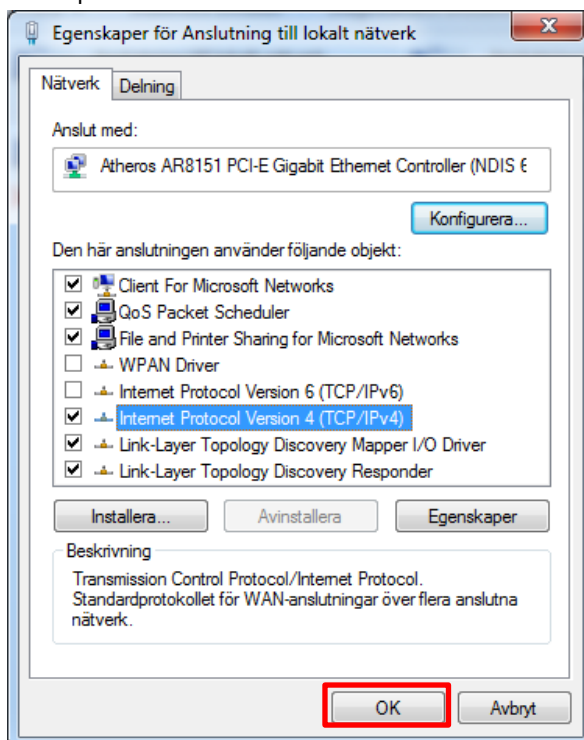 Egenskaper för Anslutning till lokalt nätverk
Nätverk Delning
Anslut med:
Atheros AR8151 PCI-E Gigabit Ethernet Controller (NDIS 6
Konfigurera...
Den här anslutningen använder följande objekt:
Client For Microsoft Networks
QoS Packet Scheduler
File and Printer Sharing for Microsoft Networks
WPAN Driver
Internet Protocol Version 6 (TCP/IPv6)
Internet Protocol Version 4 (TCP/IPv4)
Link-Layer Topology Discovery Mapper I/O Driver
Link-Layer Topology Discovery Responder
Installera... Avinstallera Egenskaper
Beskrivning
Transmission Control Protocol/Internet Protocol.
Standardprotokollet för WAN-anslutningar över flera anslutna
nätverk.
OK Avbryt